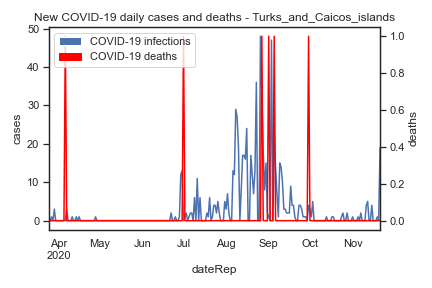 New COVID-19 daily cases and deaths - Turks_and_Caicos_islands
COVID-19 infections
COVID-19 deaths
50
40
30
20
10
0
cases
1.0
0.8
0.6
0.4
0.2
0.0
deaths
Apr
2020
May
Jun
Jul
Aug
Sep
Oct
Nov
dateRep